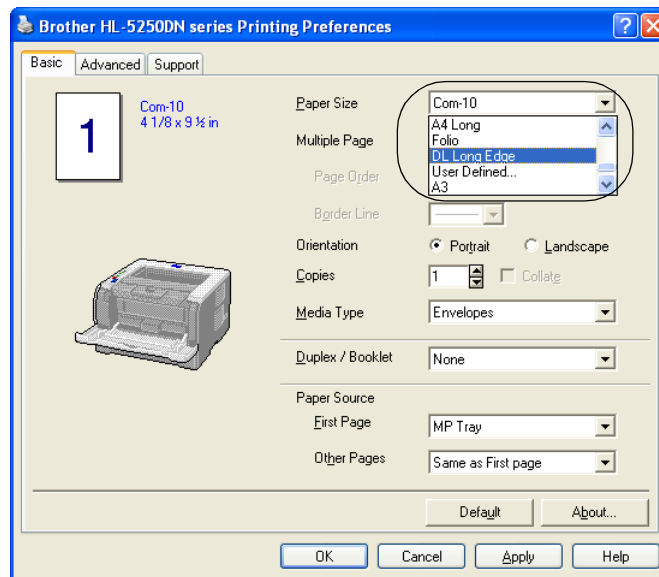 Brother HL-5250DN series Printing Preferences
Basic Advanced Support
1
Com-10
4 1/8 x 9 ½ in
Paper Size Com-10
A4 Long
Folio
DL Long Edge
User Defined...
A3
Multiple Page
Page Order
Border Line
Orientation Portrait Landscape
Copies 1 Collate
Media Type Envelopes
Duplex / Booklet None
Paper Source
First Page MP Tray
Other Pages Same as First page
Default About...
OK Cancel Apply Help